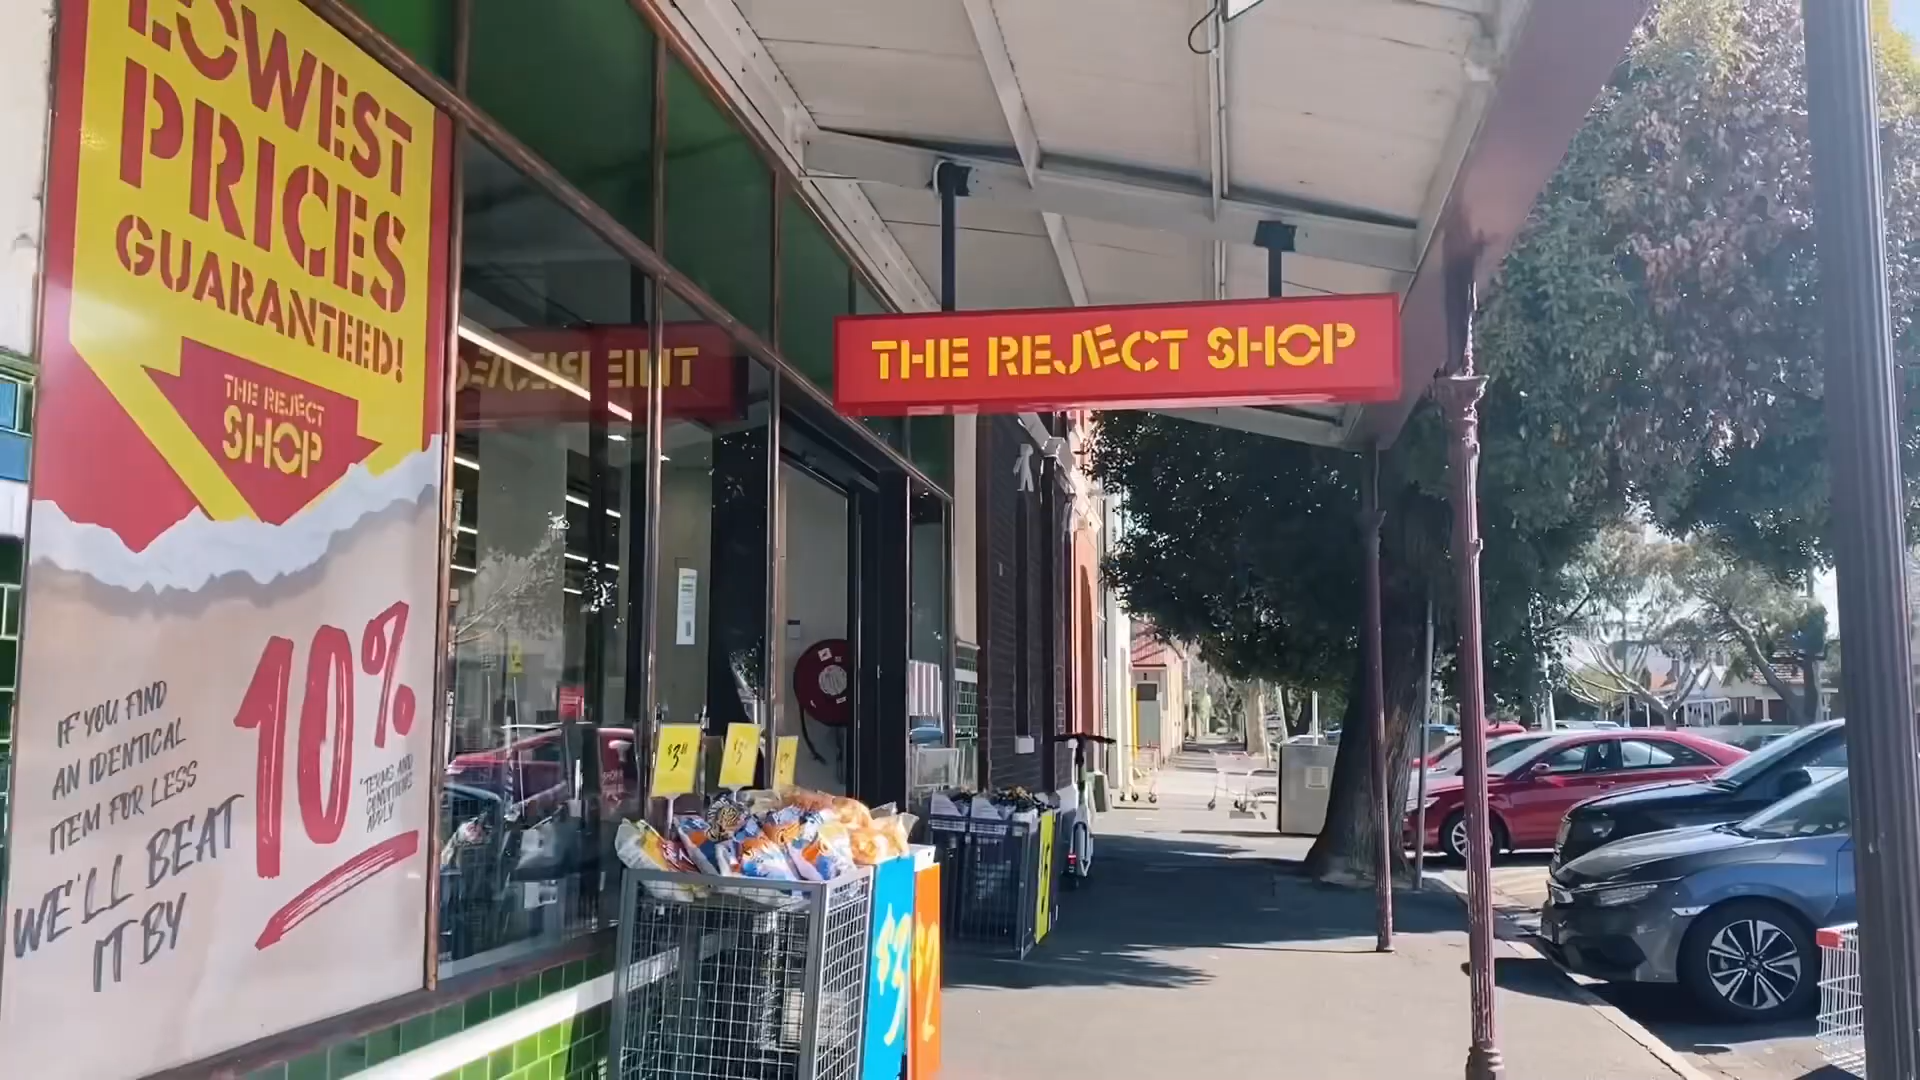 LOWEST
PRICES
GUARANTEED!
THE REJECT
SHOP
IF YOU FIND
AN IDENTICAL
ITEM FOR LESS
WE'LL BEAT
IT BY
10%
*TERMS AND
CONDITIONS
APPLY
THE REJECT SHOP
$3
$2